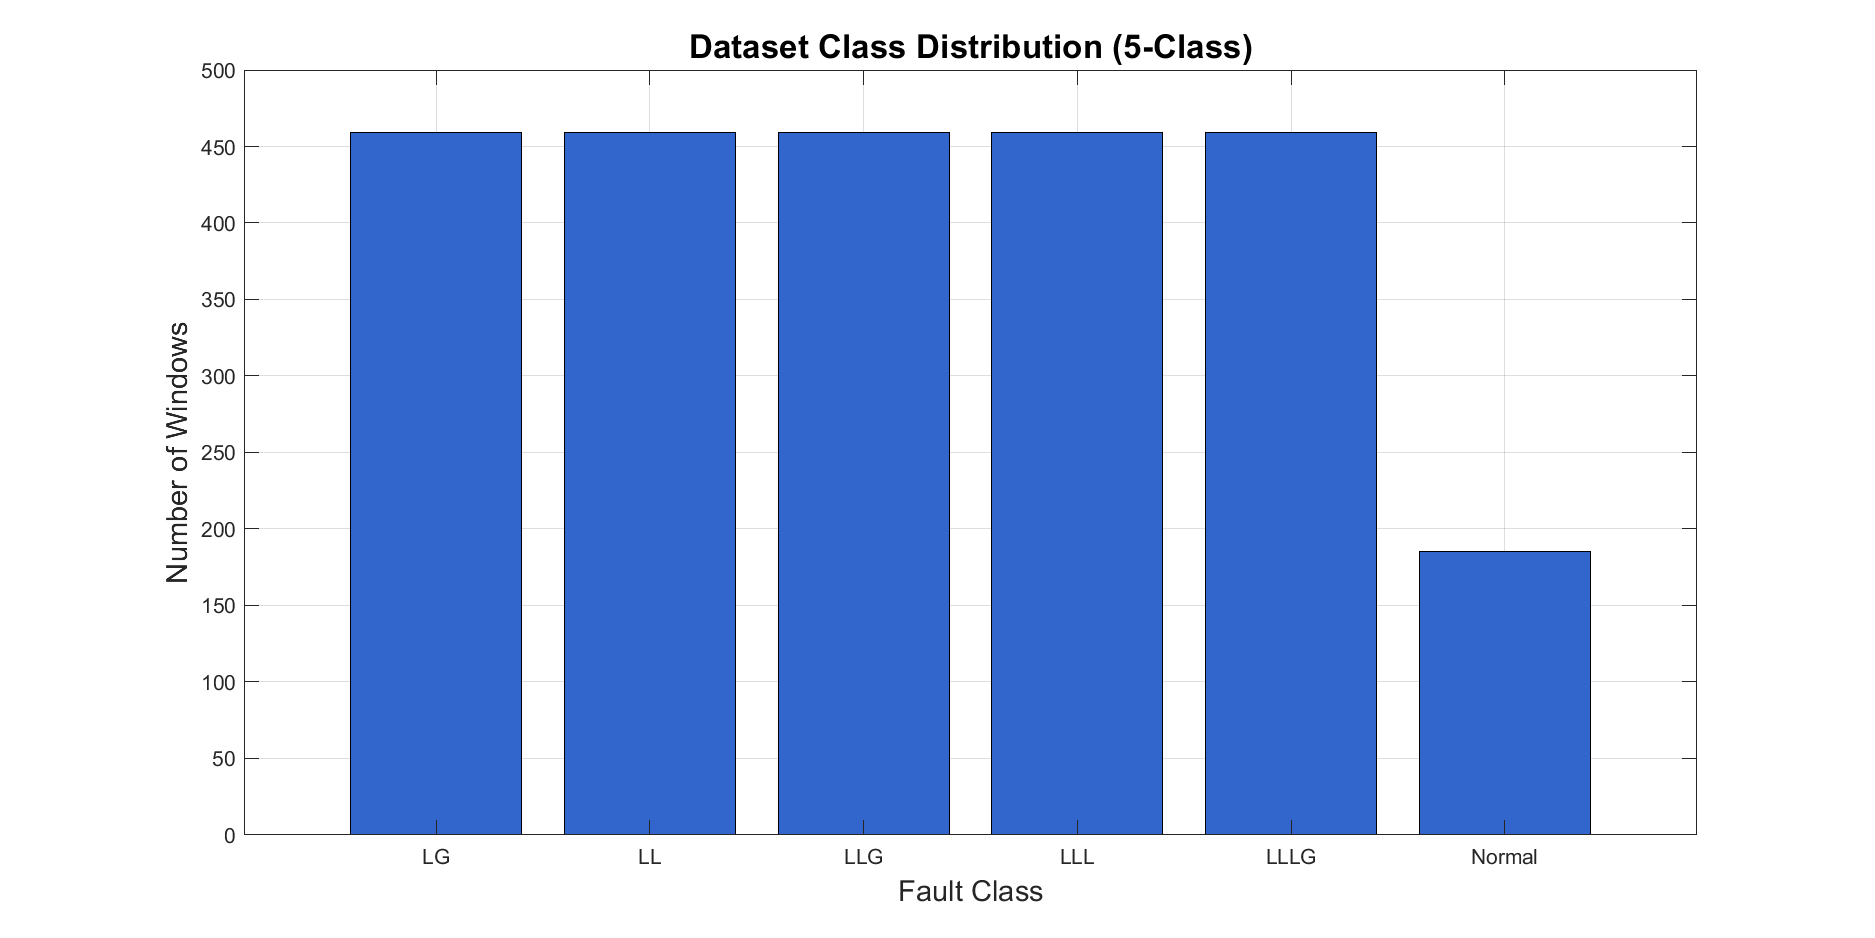 Dataset Class Distribution (5-Class)
500
450
400
350
300
250
200
150
100
50
0
Number of Windows
LG LL LLG LLL LLLG Normal
Fault Class